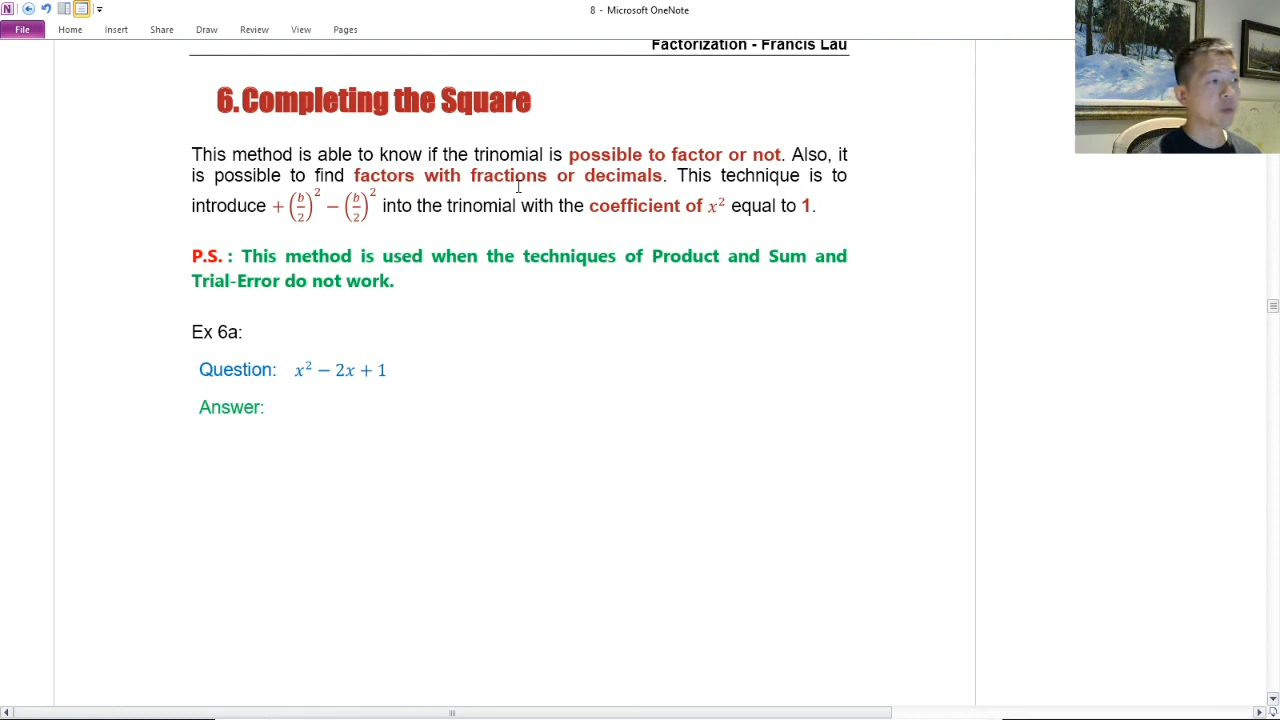 8 - Microsoft OneNote
File Home Insert Share Draw Review View Pages
Factorization - Francis Lau
6. Completing the Square
This method is able to know if the trinomial is possible to factor or not. Also, it
is possible to find factors with fractions or decimals. This technique is to
introduce + (b/2)² − (b/2)² into the trinomial with the coefficient of x² equal to 1.
P.S. : This method is used when the techniques of Product and Sum and
Trial-Error do not work.
Ex 6a:
Question: x² − 2x + 1
Answer: